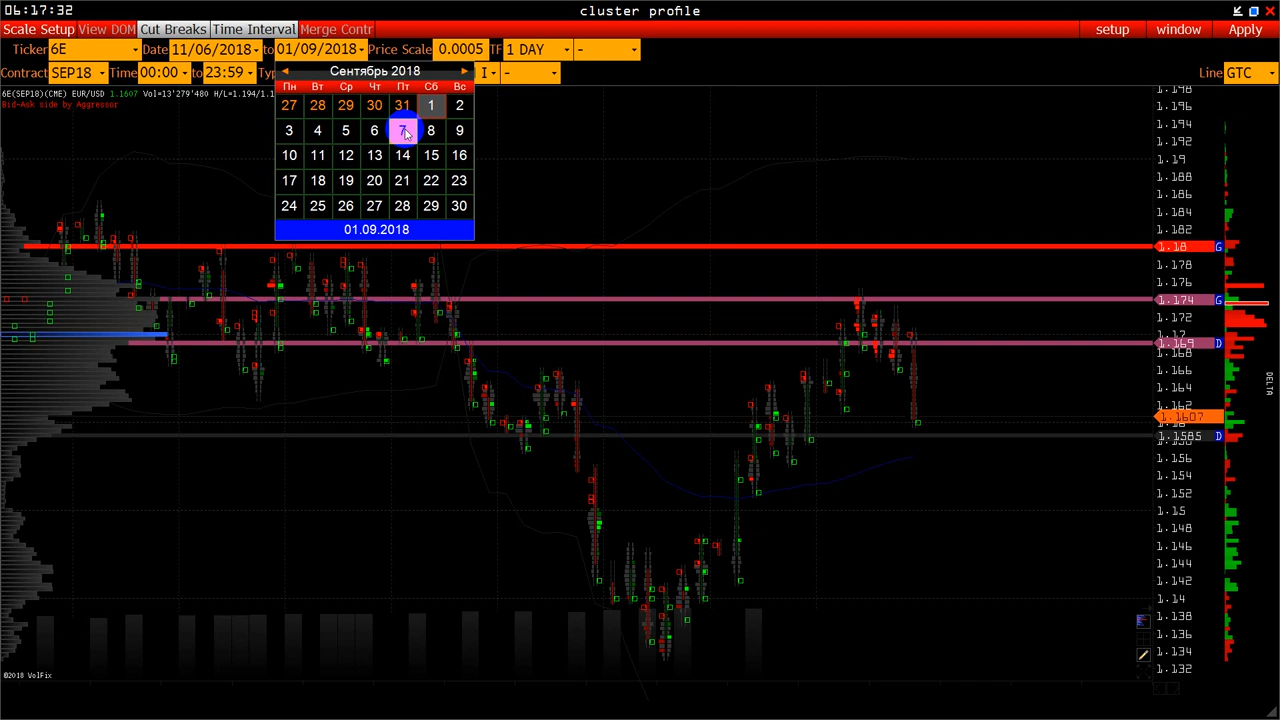 06:17:32
cluster profile
Scale Setup View DOM Cut Breaks Time Interval Merge Contr
setup window Apply
Ticker 6E Date 11/06/2018 to 01/09/2018 Price Scale 0.0005 TF 1 DAY -
Contract SEP18 Time 00:00 to 23:59 Typ I -
Line GTC
Сентябрь 2018
Пн Вт Ср Чт Пт Сб Вс
27 28 29 30 31 1 2
3 4 5 6 7 8 9
10 11 12 13 14 15 16
17 18 19 20 21 22 23
24 25 26 27 28 29 30
01.09.2018
6E(SEP18)(CME) EUR/USD 1.1607 Vol=13'279'480 H/L=1.194/1.1
Bid-Ask side by Aggressor
1.198
1.196
1.194
1.192
1.19
1.188
1.186
1.184
1.182
1.18 G
1.178
1.176
1.174 G
1.172
1.17
1.169 D
1.168
1.166
1.164
1.162
1.1607
1.1585 D
1.156
1.154
1.152
1.15
1.148
1.146
1.144
1.142
1.14
1.138
1.136
1.134
1.132
DELTA
©2018 VolFix